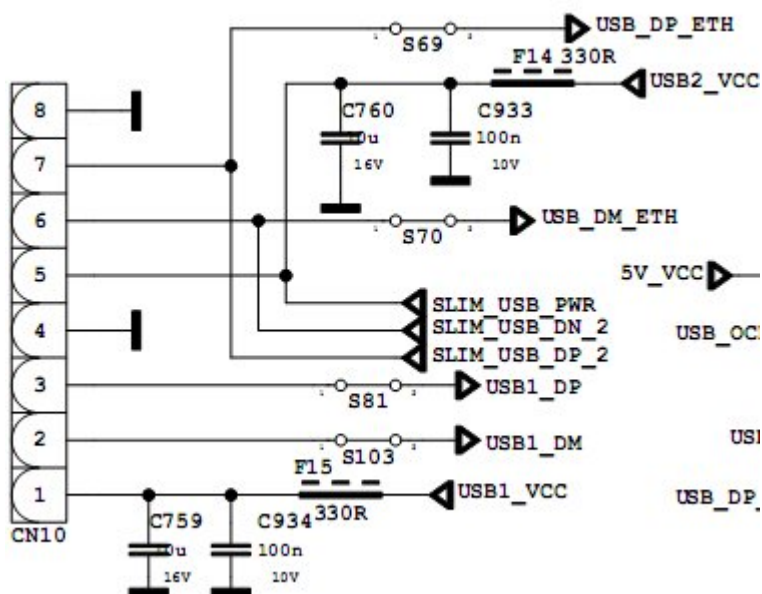 USB_DP_ETH
S69
F14 330R
USB2_VCC
8
C760
C933
100n
16V
10V
7
6
USB_DM_ETH
S70
5
5V_VCC
SLIM_USB_PWR
SLIM_USB_DN_2
4
SLIM_USB_DP_2
3
USB1_DP
S81
2
USB1_DM
S103
F15
1
USB1_VCC
330R
CN10
C759
C934
100n
16V
10V